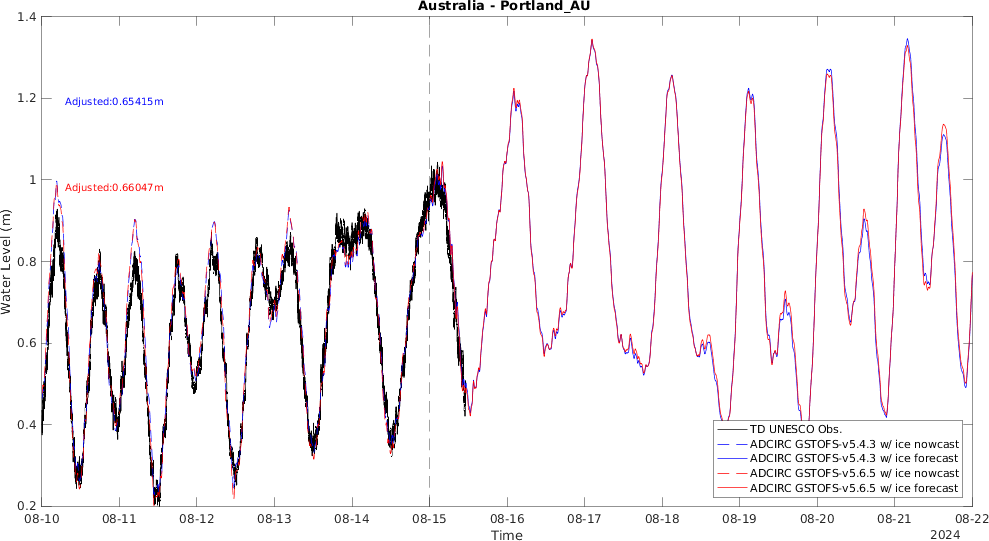 Australia - Portland_AU
1.4
1.2
1
0.8
0.6
0.4
0.2
Water Level (m)
Adjusted:0.65415m
Adjusted:0.66047m
TD UNESCO Obs.
ADCIRC GSTOFS-v5.4.3 w/ ice nowcast
ADCIRC GSTOFS-v5.4.3 w/ ice forecast
ADCIRC GSTOFS-v5.6.5 w/ ice nowcast
ADCIRC GSTOFS-v5.6.5 w/ ice forecast
08-10 08-11 08-12 08-13 08-14 08-15 08-16 08-17 08-18 08-19 08-20 08-21 08-22
Time
2024